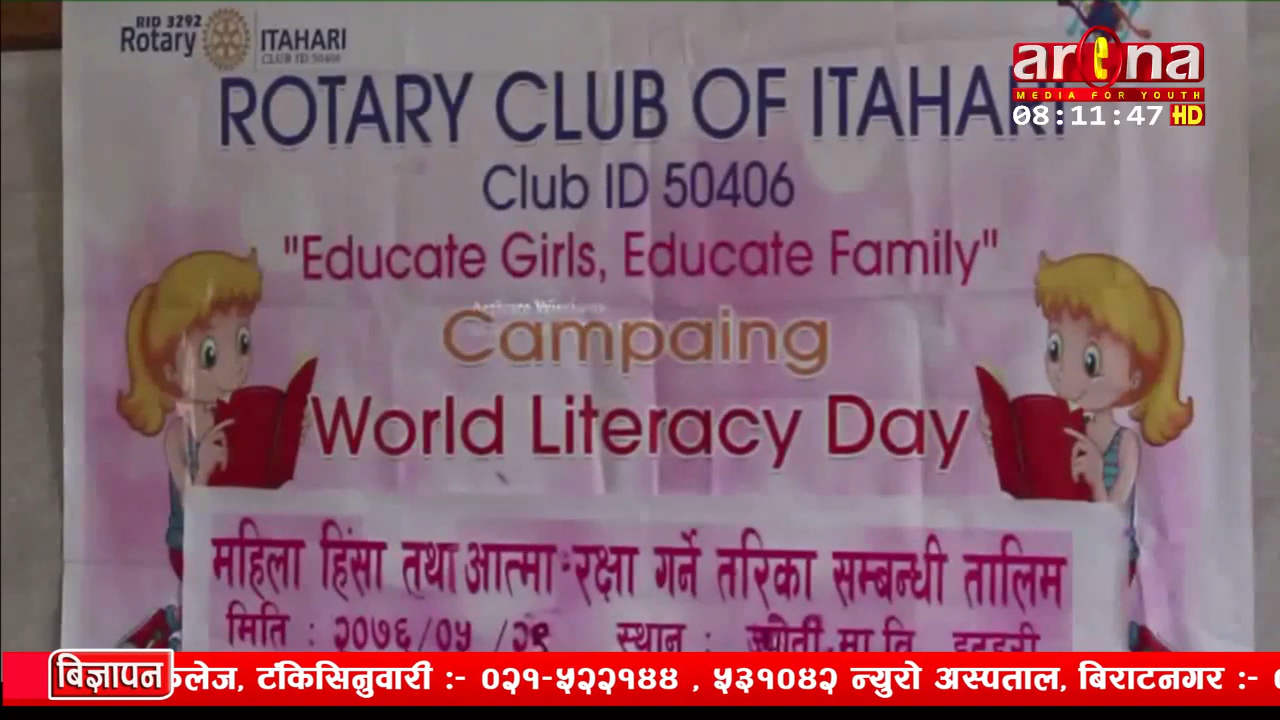 RID 3292
Rotary ITAHARI
CLUB ID 50406
arena
MEDIA FOR YOUTH
08:11:47 HD
ROTARY CLUB OF ITAHARI
Club ID 50406
"Educate Girls, Educate Family"
Campaing
World Literacy Day
महिला हिंसा तथा आत्मा रक्षा गर्ने तरिका सम्बन्धी तालिम
मिति : २०७६/०५/२९ स्थान : मा.वि.
बिज्ञापन कलेज, टंकिसिनुवारी :- ०२१-५२२१४४ , ५३१०४२ न्युरो अस्पताल, बिराटनगर :-